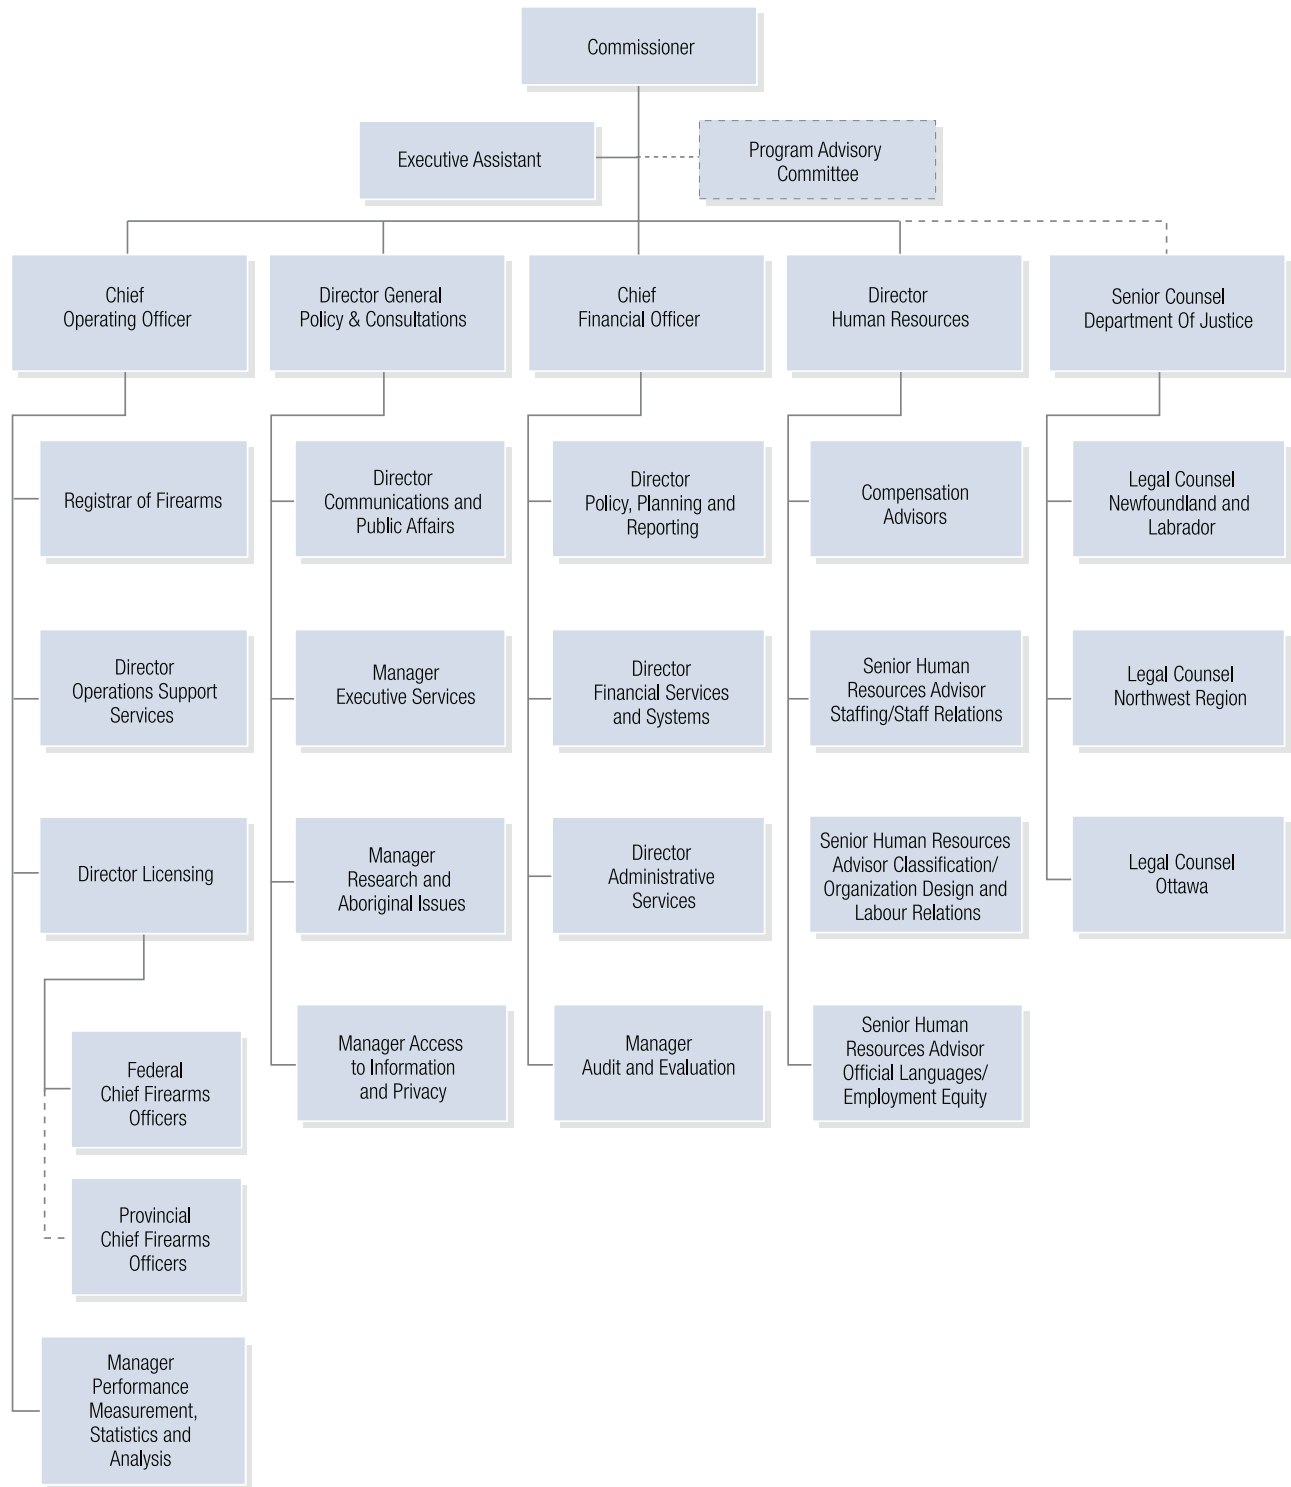 Commissioner
Executive Assistant
Program Advisory
Committee
Chief
Operating Officer
Director General
Policy & Consultations
Chief
Financial Officer
Director
Human Resources
Senior Counsel
Department Of Justice
Registrar of Firearms
Director
Communications and
Public Affairs
Director
Policy, Planning and
Reporting
Compensation
Advisors
Legal Counsel
Newfoundland and
Labrador
Director
Operations Support
Services
Manager
Executive Services
Director
Financial Services
and Systems
Senior Human
Resources Advisor
Staffing/Staff Relations
Legal Counsel
Northwest Region
Director Licensing
Manager
Research and
Aboriginal Issues
Director
Administrative
Services
Senior Human Resources
Advisor Classification/
Organization Design and
Labour Relations
Legal Counsel
Ottawa
Federal
Chief Firearms
Officers
Manager Access
to Information
and Privacy
Manager
Audit and Evaluation
Senior Human
Resources Advisor
Official Languages/
Employment Equity
Provincial
Chief Firearms
Officers
Manager
Performance
Measurement,
Statistics and
Analysis